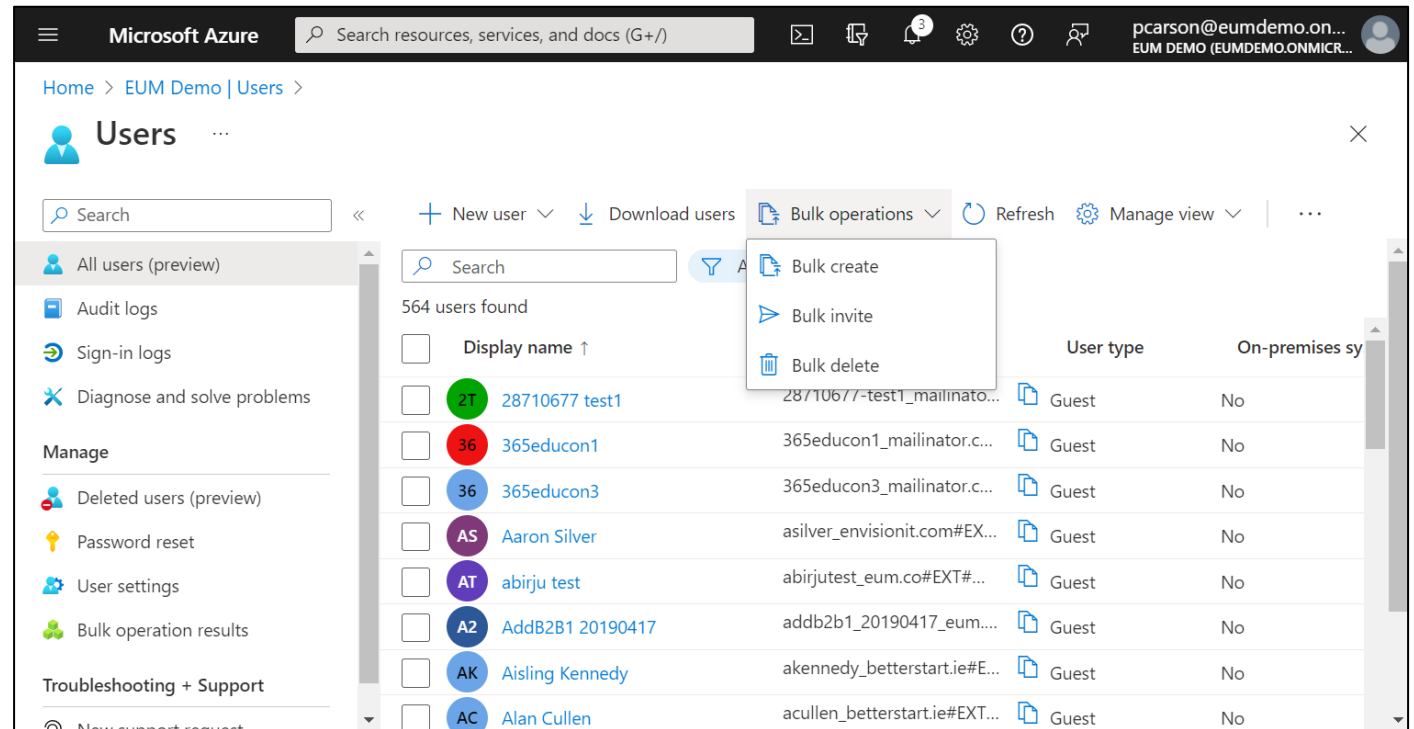 Microsoft Azure
Search resources, services, and docs (G+/)
3
pcarson@eumdemo.on...
EUM DEMO (EUMDEMO.ONMICR...
Home > EUM Demo | Users >
Users ...
Search «
+ New user Download users Bulk operations Refresh Manage view ...
All users (preview)
Audit logs
Sign-in logs
Diagnose and solve problems
Manage
Deleted users (preview)
Password reset
User settings
Bulk operation results
Troubleshooting + Support
New support request
Search A
Bulk create
Bulk invite
Bulk delete
564 users found
Display name ↑ User type On-premises sy
2T 28710677 test1 28710677-test1_mailinato... Guest No
36 365educon1 365educon1_mailinator.c... Guest No
36 365educon3 365educon3_mailinator.c... Guest No
AS Aaron Silver asilver_envisionit.com#EX... Guest No
AT abirju test abirjutest_eum.co#EXT#... Guest No
A2 AddB2B1 20190417 addb2b1_20190417_eum.... Guest No
AK Aisling Kennedy akennedy_betterstart.ie#E... Guest No
AC Alan Cullen acullen_betterstart.ie#EXT... Guest No